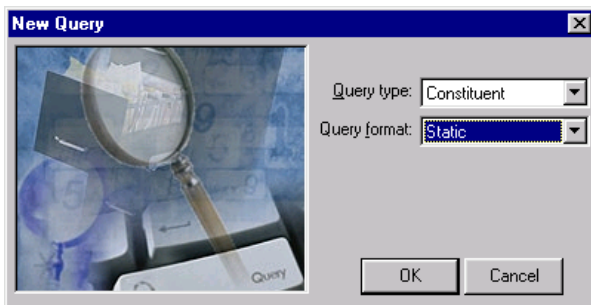 New Query
Query type: Constituent
Query format: Static
Query
OK Cancel